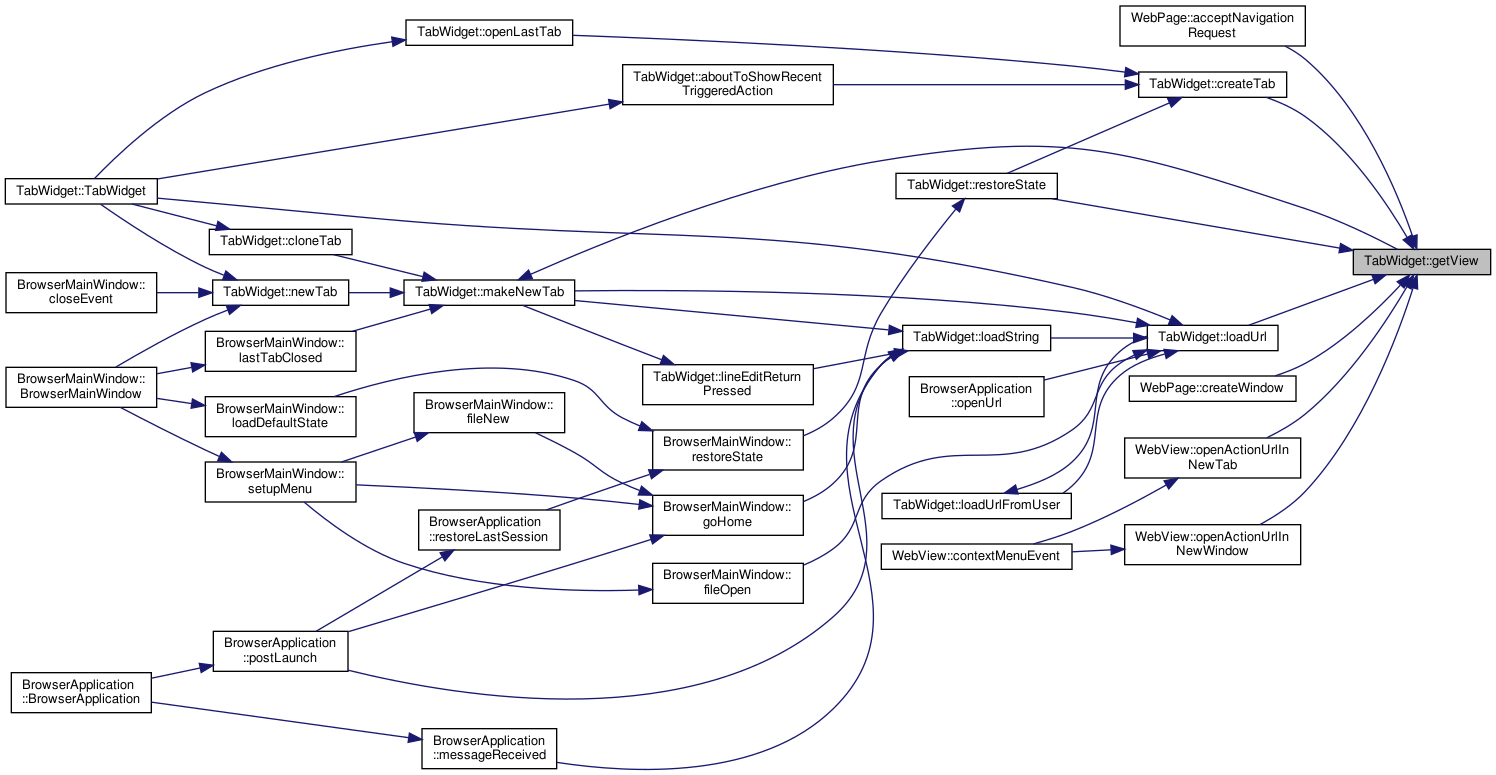 WebPage::acceptNavigation
Request
TabWidget::openLastTab
TabWidget::aboutToShowRecent
TriggeredAction
TabWidget::createTab
TabWidget::TabWidget
TabWidget::restoreState
TabWidget::cloneTab
TabWidget::getView
BrowserMainWindow::
closeEvent
TabWidget::newTab
TabWidget::makeNewTab
BrowserMainWindow::
lastTabClosed
TabWidget::loadString
TabWidget::loadUrl
BrowserMainWindow::
BrowserMainWindow
TabWidget::lineEditReturn
Pressed
BrowserApplication
::openUrl
WebPage::createWindow
BrowserMainWindow::
loadDefaultState
BrowserMainWindow::
fileNew
BrowserMainWindow::
restoreState
WebView::openActionUrlIn
NewTab
BrowserMainWindow::
setupMenu
BrowserMainWindow::
goHome
TabWidget::loadUrlFromUser
BrowserApplication
::restoreLastSession
WebView::contextMenuEvent
WebView::openActionUrlIn
NewWindow
BrowserMainWindow::
fileOpen
BrowserApplication
::postLaunch
BrowserApplication
::BrowserApplication
BrowserApplication
::messageReceived